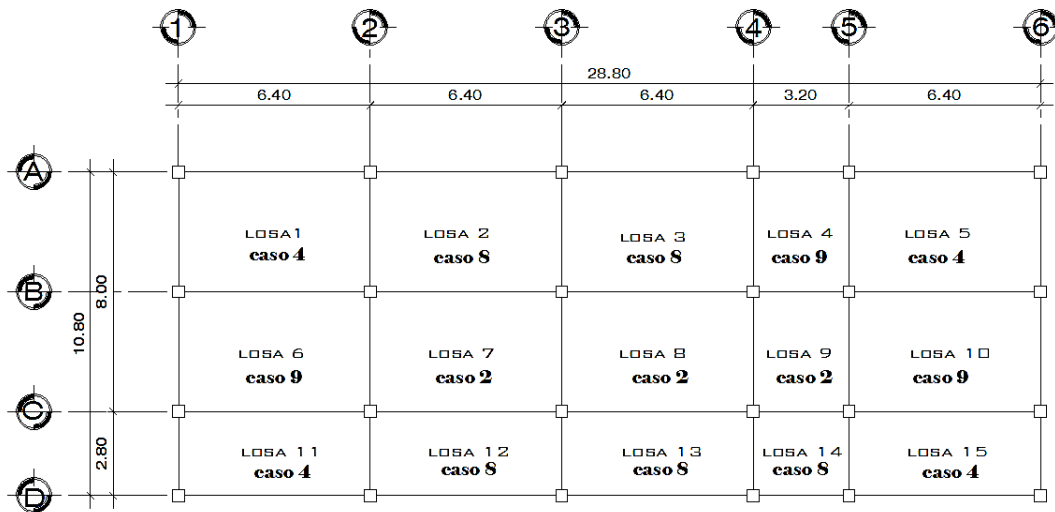 1 2 3 4 5 6
28.80
6.40 6.40 6.40 3.20 6.40
A
LOSA1 LOSA 2 LOSA 3 LOSA 4 LOSA 5
caso 4 caso 8 caso 8 caso 9 caso 4
B
8.00
10.80
LOSA 6 LOSA 7 LOSA 8 LOSA 9 LOSA 10
caso 9 caso 2 caso 2 caso 2 caso 9
C
2.80
LOSA 11 LOSA 12 LOSA 13 LOSA 14 LOSA 15
caso 4 caso 8 caso 8 caso 8 caso 4
D